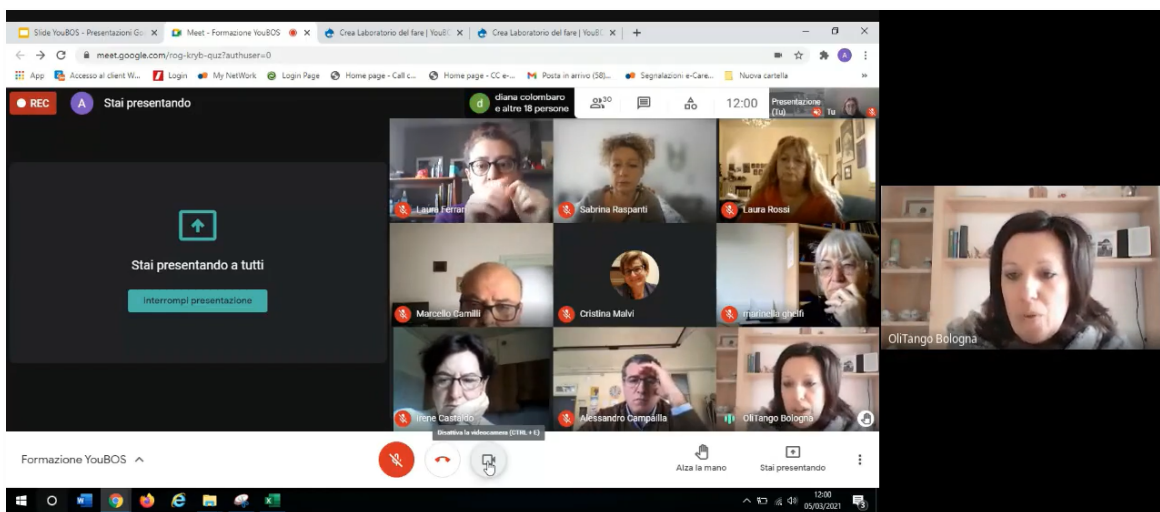 Slide YouBOS - Presentazioni Goo
Meet - Formazione YouBOS
Crea Laboratorio del fare | YouB
Crea Laboratorio del fare | YouB
meet.google.com/rog-kryb-quz?authuser=0
App
Accesso al client W...
Login
My NetWork
Login Page
Home page - Call c...
Home page - CC e-...
Posta in arrivo (58)...
Segnalazioni e-Care...
Nuova cartella
REC
A
Stai presentando
d
diana colombaro
e altre 18 persone
30
12:00
Presentazione
(Tu)
Tu
Stai presentando a tutti
Interrompi presentazione
Laura Ferrar
Sabrina Raspanti
Laura Rossi
Marcello Camilli
Cristina Malvi
marinella ghelfi
Irene Castaldo
Alessandro Campailla
OliTango Bologna
OliTango Bologna
Disattiva la videocamera (CTRL + E)
Formazione YouBOS
Alza la mano
Stai presentando
12:00
05/03/2021